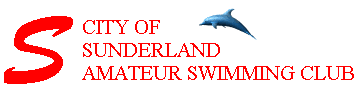 S
CITY OF
SUNDERLAND
AMATEUR SWIMMING CLUB